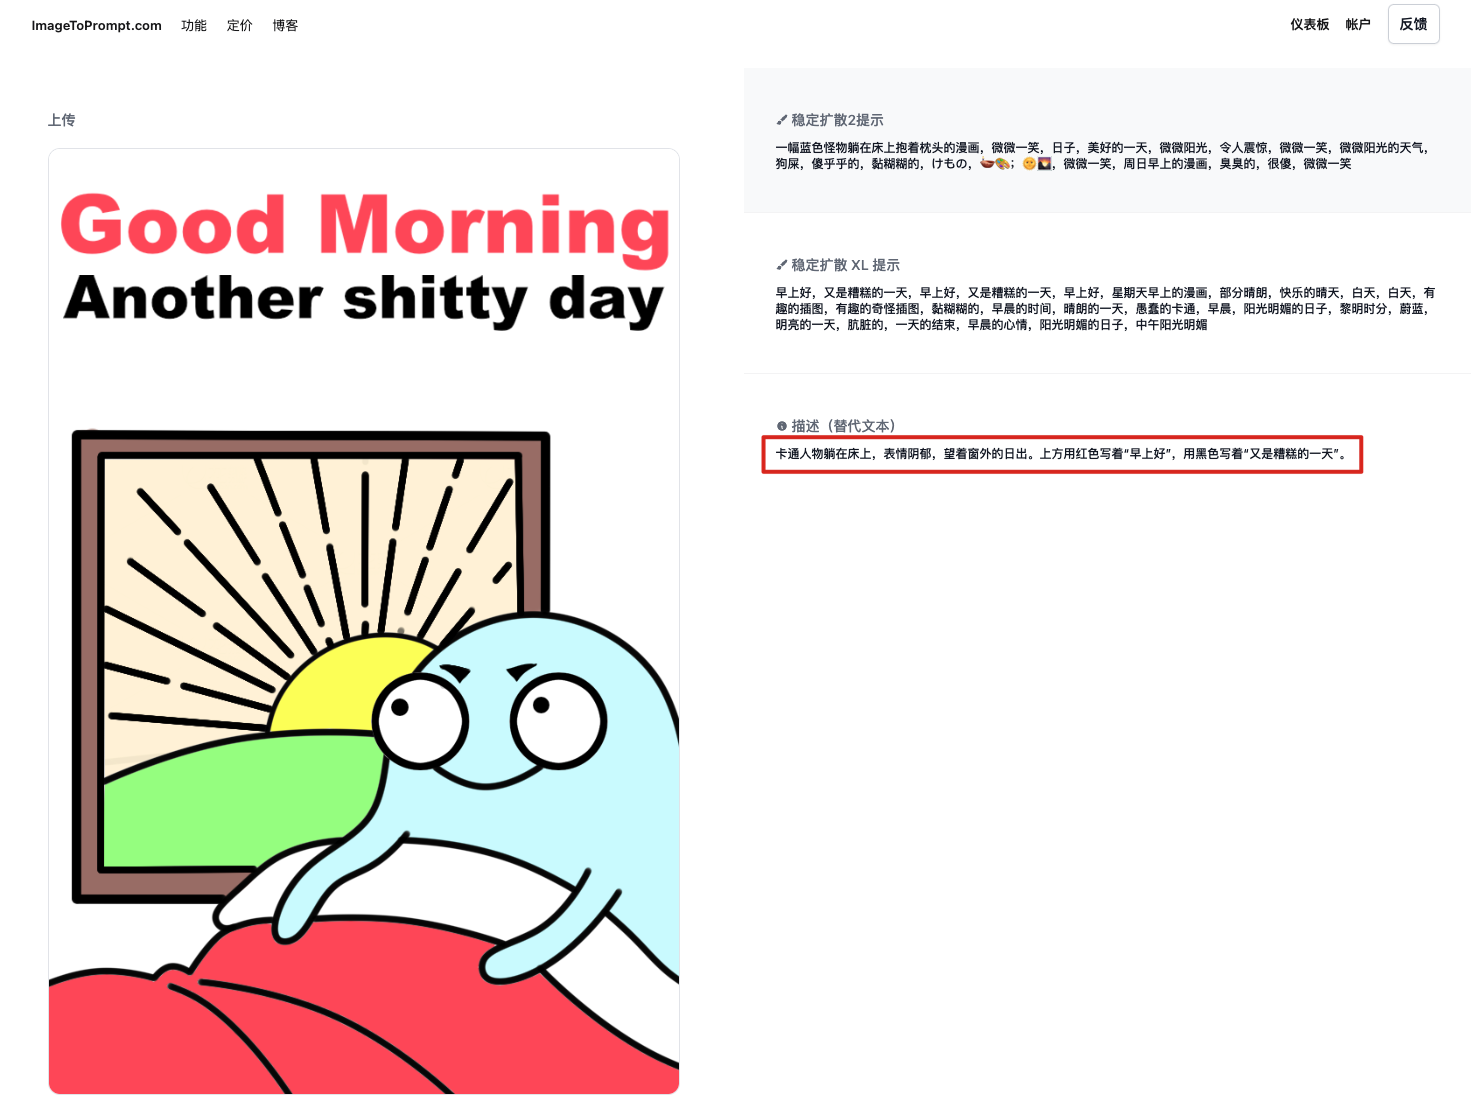 ImageToPrompt.com 功能 定价 博客 仪表板 帐户 反馈
上传
Good Morning
Another shitty day
稳定扩散2提示
一幅蓝色怪物躺在床上抱着枕头的漫画，微微一笑，日子，美好的一天，微微阳光，令人震惊，微微一笑，微微阳光的天气，
狗屎，傻乎乎的，黏糊糊的，けもの，🍲🎨；🌞🌄，微微一笑，周日早上的漫画，臭臭的，很傻，微微一笑
稳定扩散 XL 提示
早上好，又是糟糕的一天，早上好，又是糟糕的一天，早上好，星期天早上的漫画，部分晴朗，快乐的晴天，白天，白天，有
趣的插图，有趣的奇怪插图，黏糊糊的，早晨的时间，晴朗的一天，愚蠢的卡通，早晨，阳光明媚的日子，黎明时分，蔚蓝，
明亮的一天，肮脏的，一天的结束，早晨的心情，阳光明媚的日子，中午阳光明媚
描述（替代文本）
卡通人物躺在床上，表情阴郁，望着窗外的日出。上方用红色写着“早上好”，用黑色写着“又是糟糕的一天”。